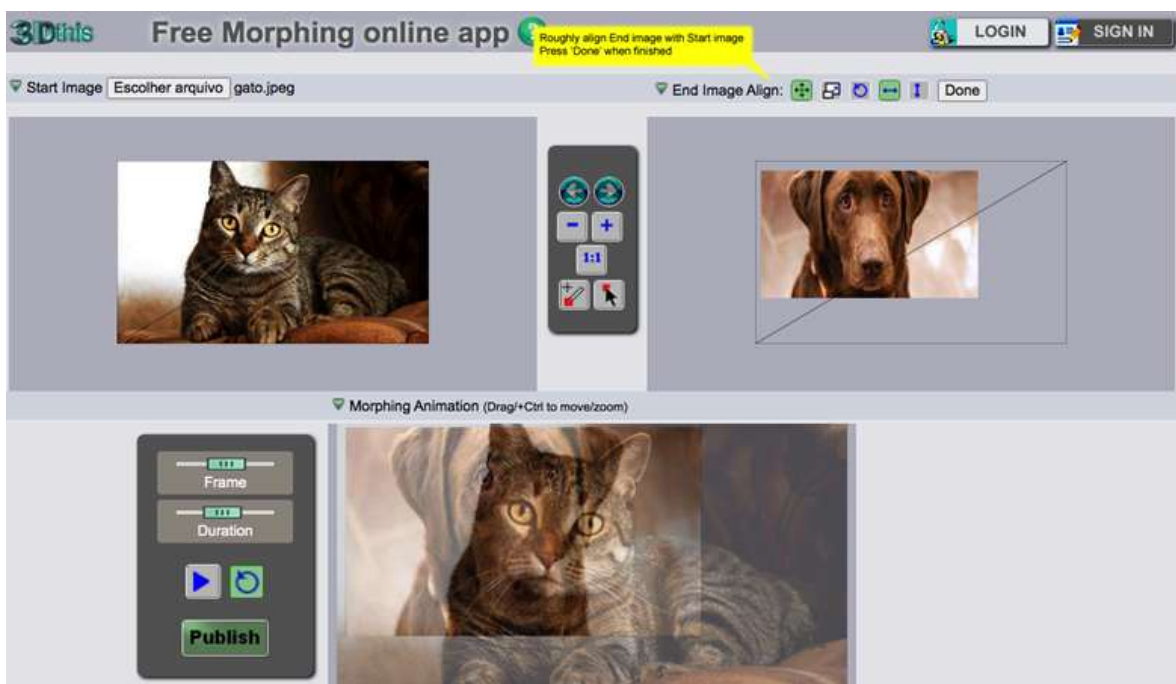 3Dthis
Free Morphing online app
Roughly align End image with Start image
Press 'Done' when finished
LOGIN
SIGN IN
Start Image Escolher arquivo gato.jpeg
End Image Align: Done
1:1
Morphing Animation (Drag/+Ctrl to move/zoom)
Frame
Duration
Publish